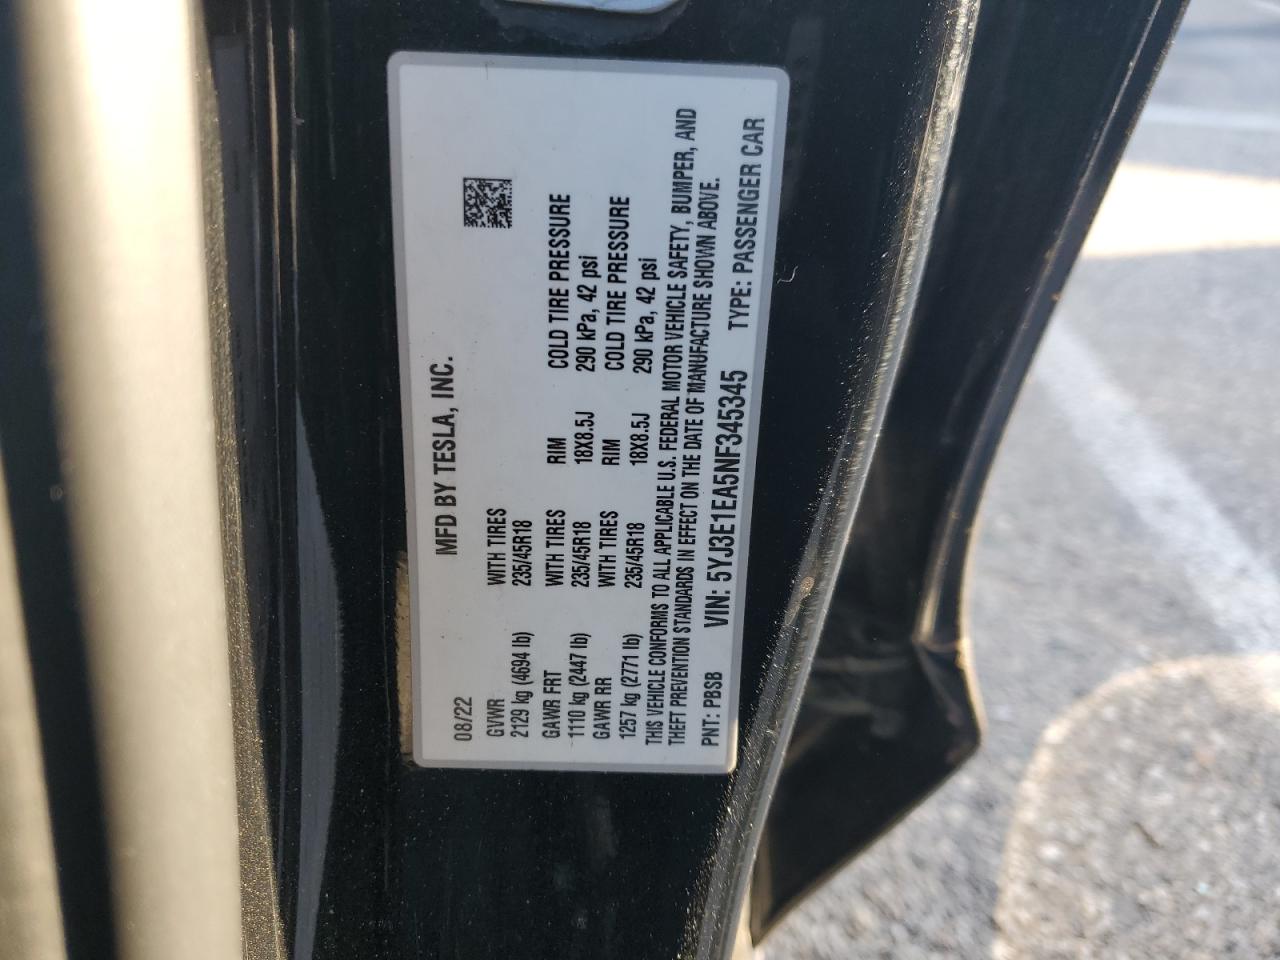 MFD BY TESLA, INC.
08/22
GVWR WITH TIRES
2129 kg (4694 lb) 235/45R18
GAWR FRT WITH TIRES RIM COLD TIRE PRESSURE
1110 kg (2447 lb) 235/45R18 18X8.5J 290 kPa, 42 psi
GAWR RR WITH TIRES RIM COLD TIRE PRESSURE
1257 kg (2771 lb) 235/45R18 18X8.5J 290 kPa, 42 psi
THIS VEHICLE CONFORMS TO ALL APPLICABLE U.S. FEDERAL MOTOR VEHICLE SAFETY, BUMPER, AND
THEFT PREVENTION STANDARDS IN EFFECT ON THE DATE OF MANUFACTURE SHOWN ABOVE.
PNT: PBSB VIN: 5YJ3E1EA5NF345345 TYPE: PASSENGER CAR